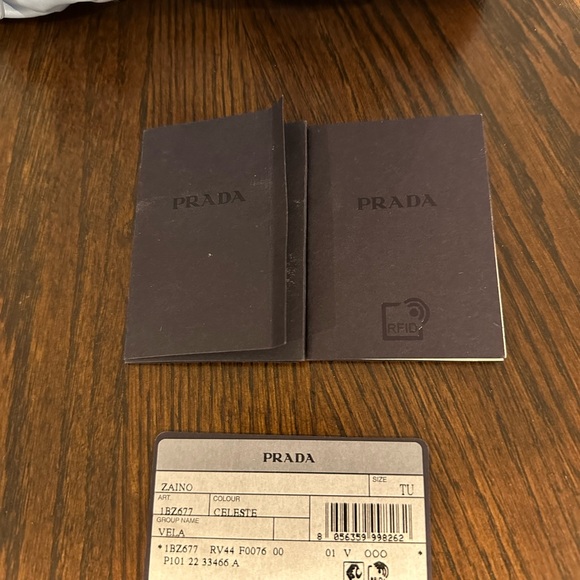 PRADA
PRADA
RFID
PRADA
ZAINO
SIZE
TU
ART.
COLOUR
1BZ677
CELESTE
GROUP NAME
VELA
8 056359 998262
*1BZ677 RV44 F0076 00 01 V OOO *
P101 22 33466 A